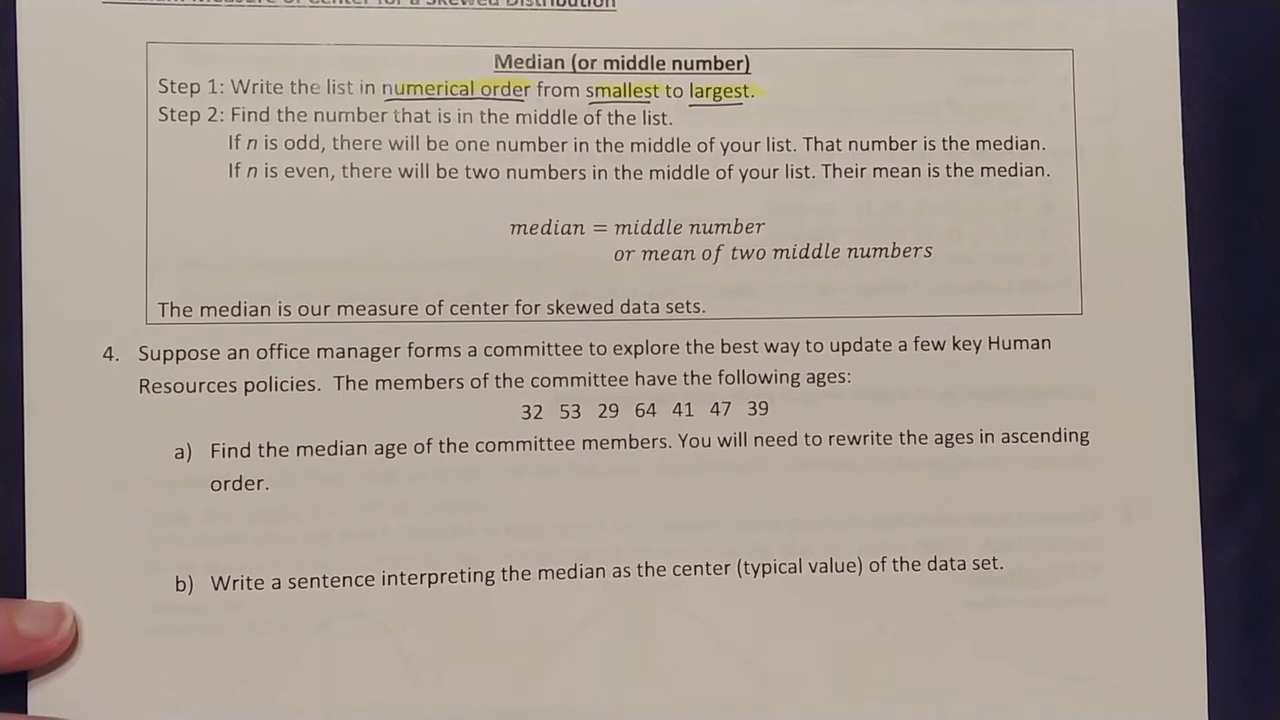 Median (or middle number)
Step 1: Write the list in numerical order from smallest to largest.
Step 2: Find the number that is in the middle of the list.
If n is odd, there will be one number in the middle of your list. That number is the median.
If n is even, there will be two numbers in the middle of your list. Their mean is the median.
median = middle number
or mean of two middle numbers
The median is our measure of center for skewed data sets.
4. Suppose an office manager forms a committee to explore the best way to update a few key Human
Resources policies. The members of the committee have the following ages:
32 53 29 64 41 47 39
a) Find the median age of the committee members. You will need to rewrite the ages in ascending
order.
b) Write a sentence interpreting the median as the center (typical value) of the data set.